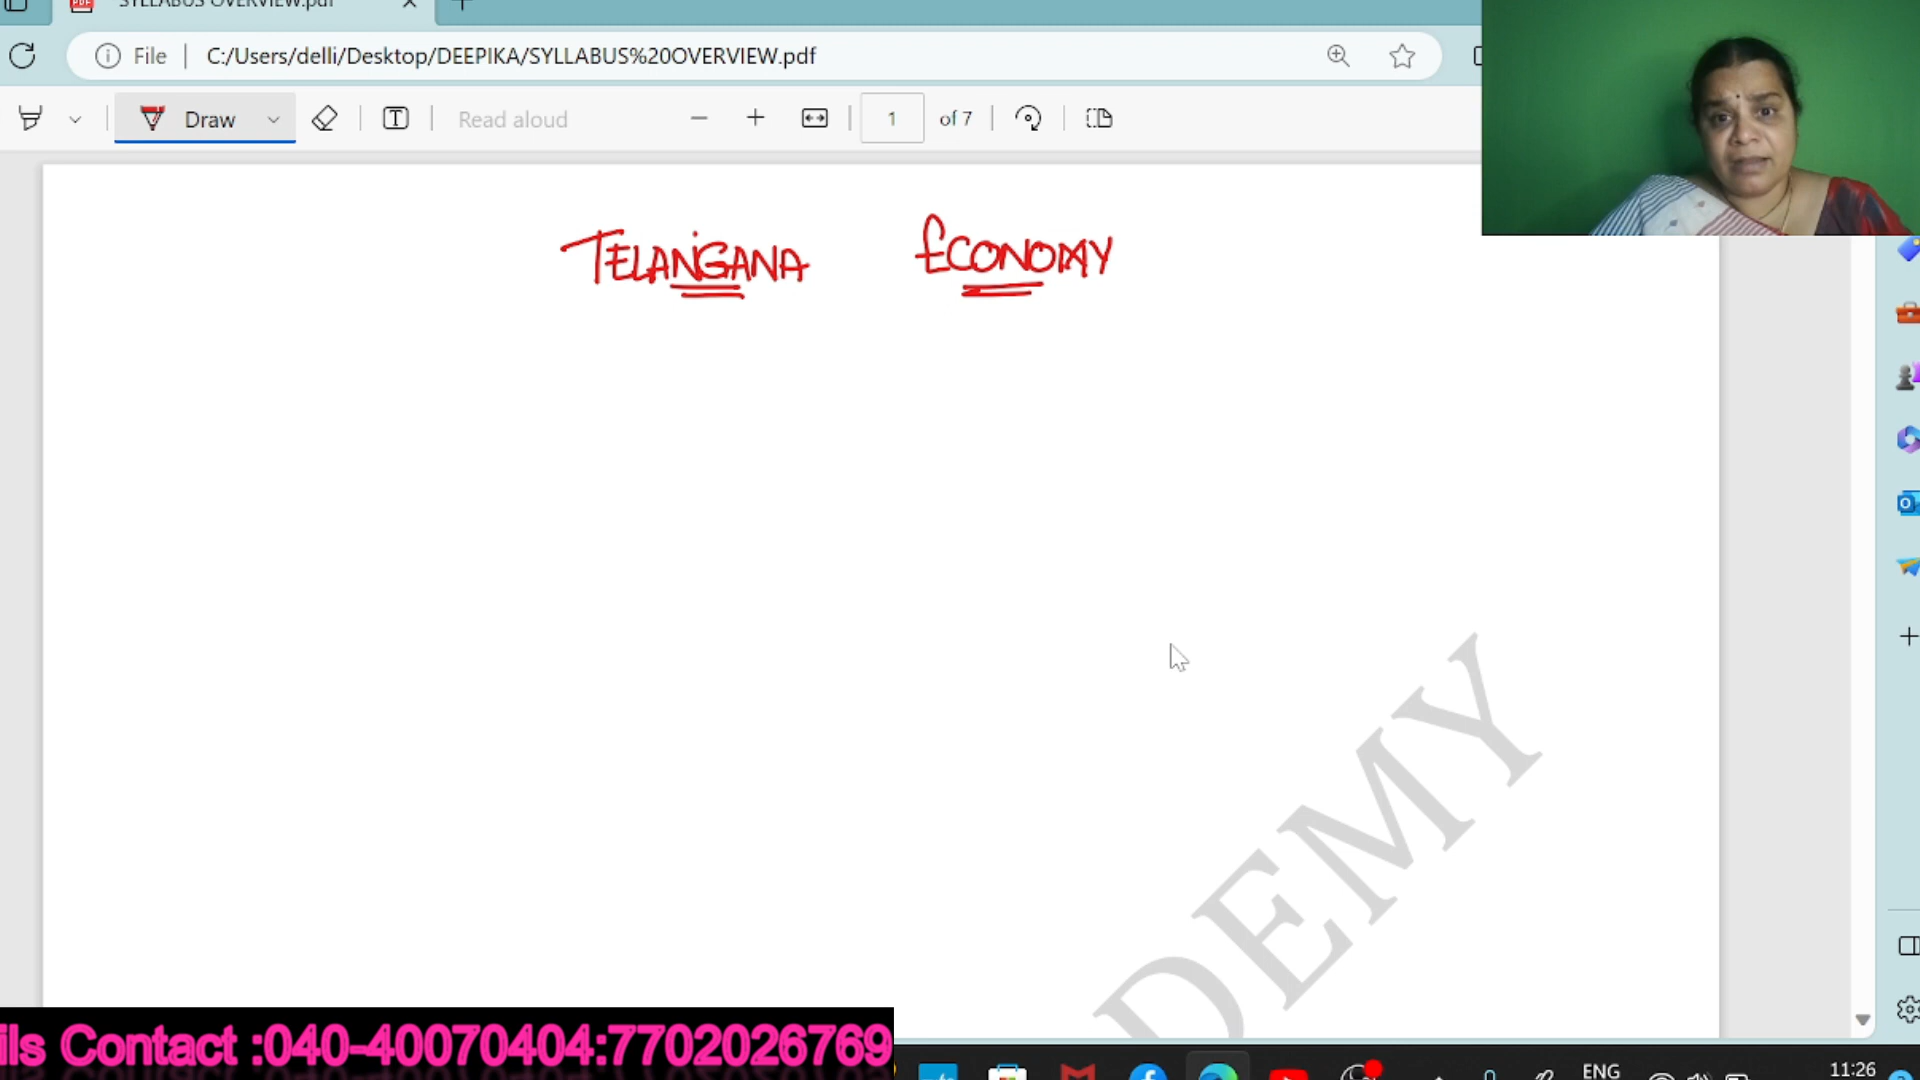 SYLLABUS OVERVIEW.pdf
File C:/Users/delli/Desktop/DEEPIKA/SYLLABUS%20OVERVIEW.pdf
Draw Read aloud 1 of 7
TELANGANA ECONOMY
DEMY
ils Contact :040-40070404:7702026769
ENG 11:26